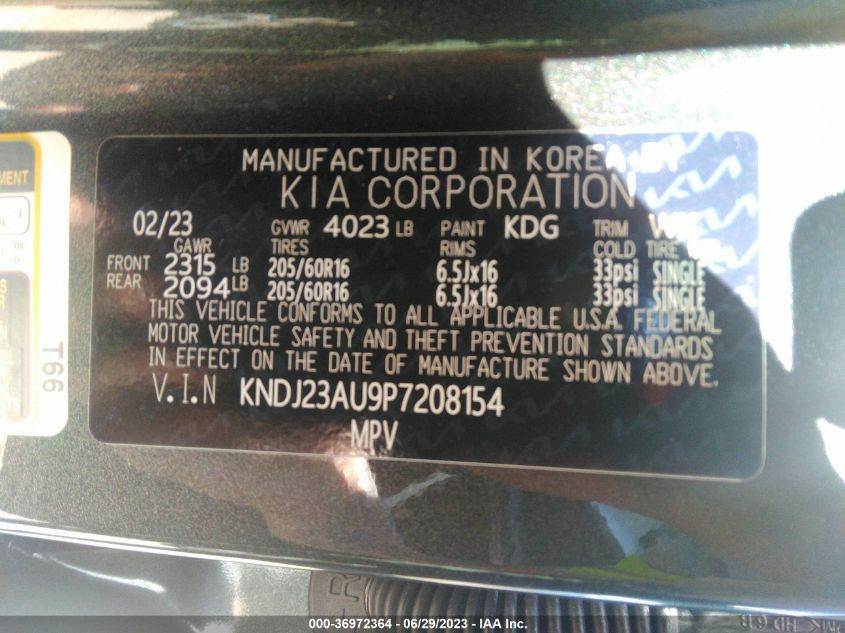 MANUFACTURED IN KOREA BY
KIA CORPORATION
02/23 GVWR 4023 LB PAINT KDG TRIM
GAWR TIRES RIMS COLD TIRE
FRONT 2315 LB 205/60R16 6.5Jx16 33psi SINGLE
REAR 2094 LB 205/60R16 6.5Jx16 33psi SINGLE
THIS VEHICLE CONFORMS TO ALL APPLICABLE U.S.A. FEDERAL
MOTOR VEHICLE SAFETY AND THEFT PREVENTION STANDARDS
IN EFFECT ON THE DATE OF MANUFACTURE SHOWN ABOVE.
V.I.N KNDJ23AU9P7208154
MPV
T66
000-36972364 / 06/29/2023 - © IAA Inc.